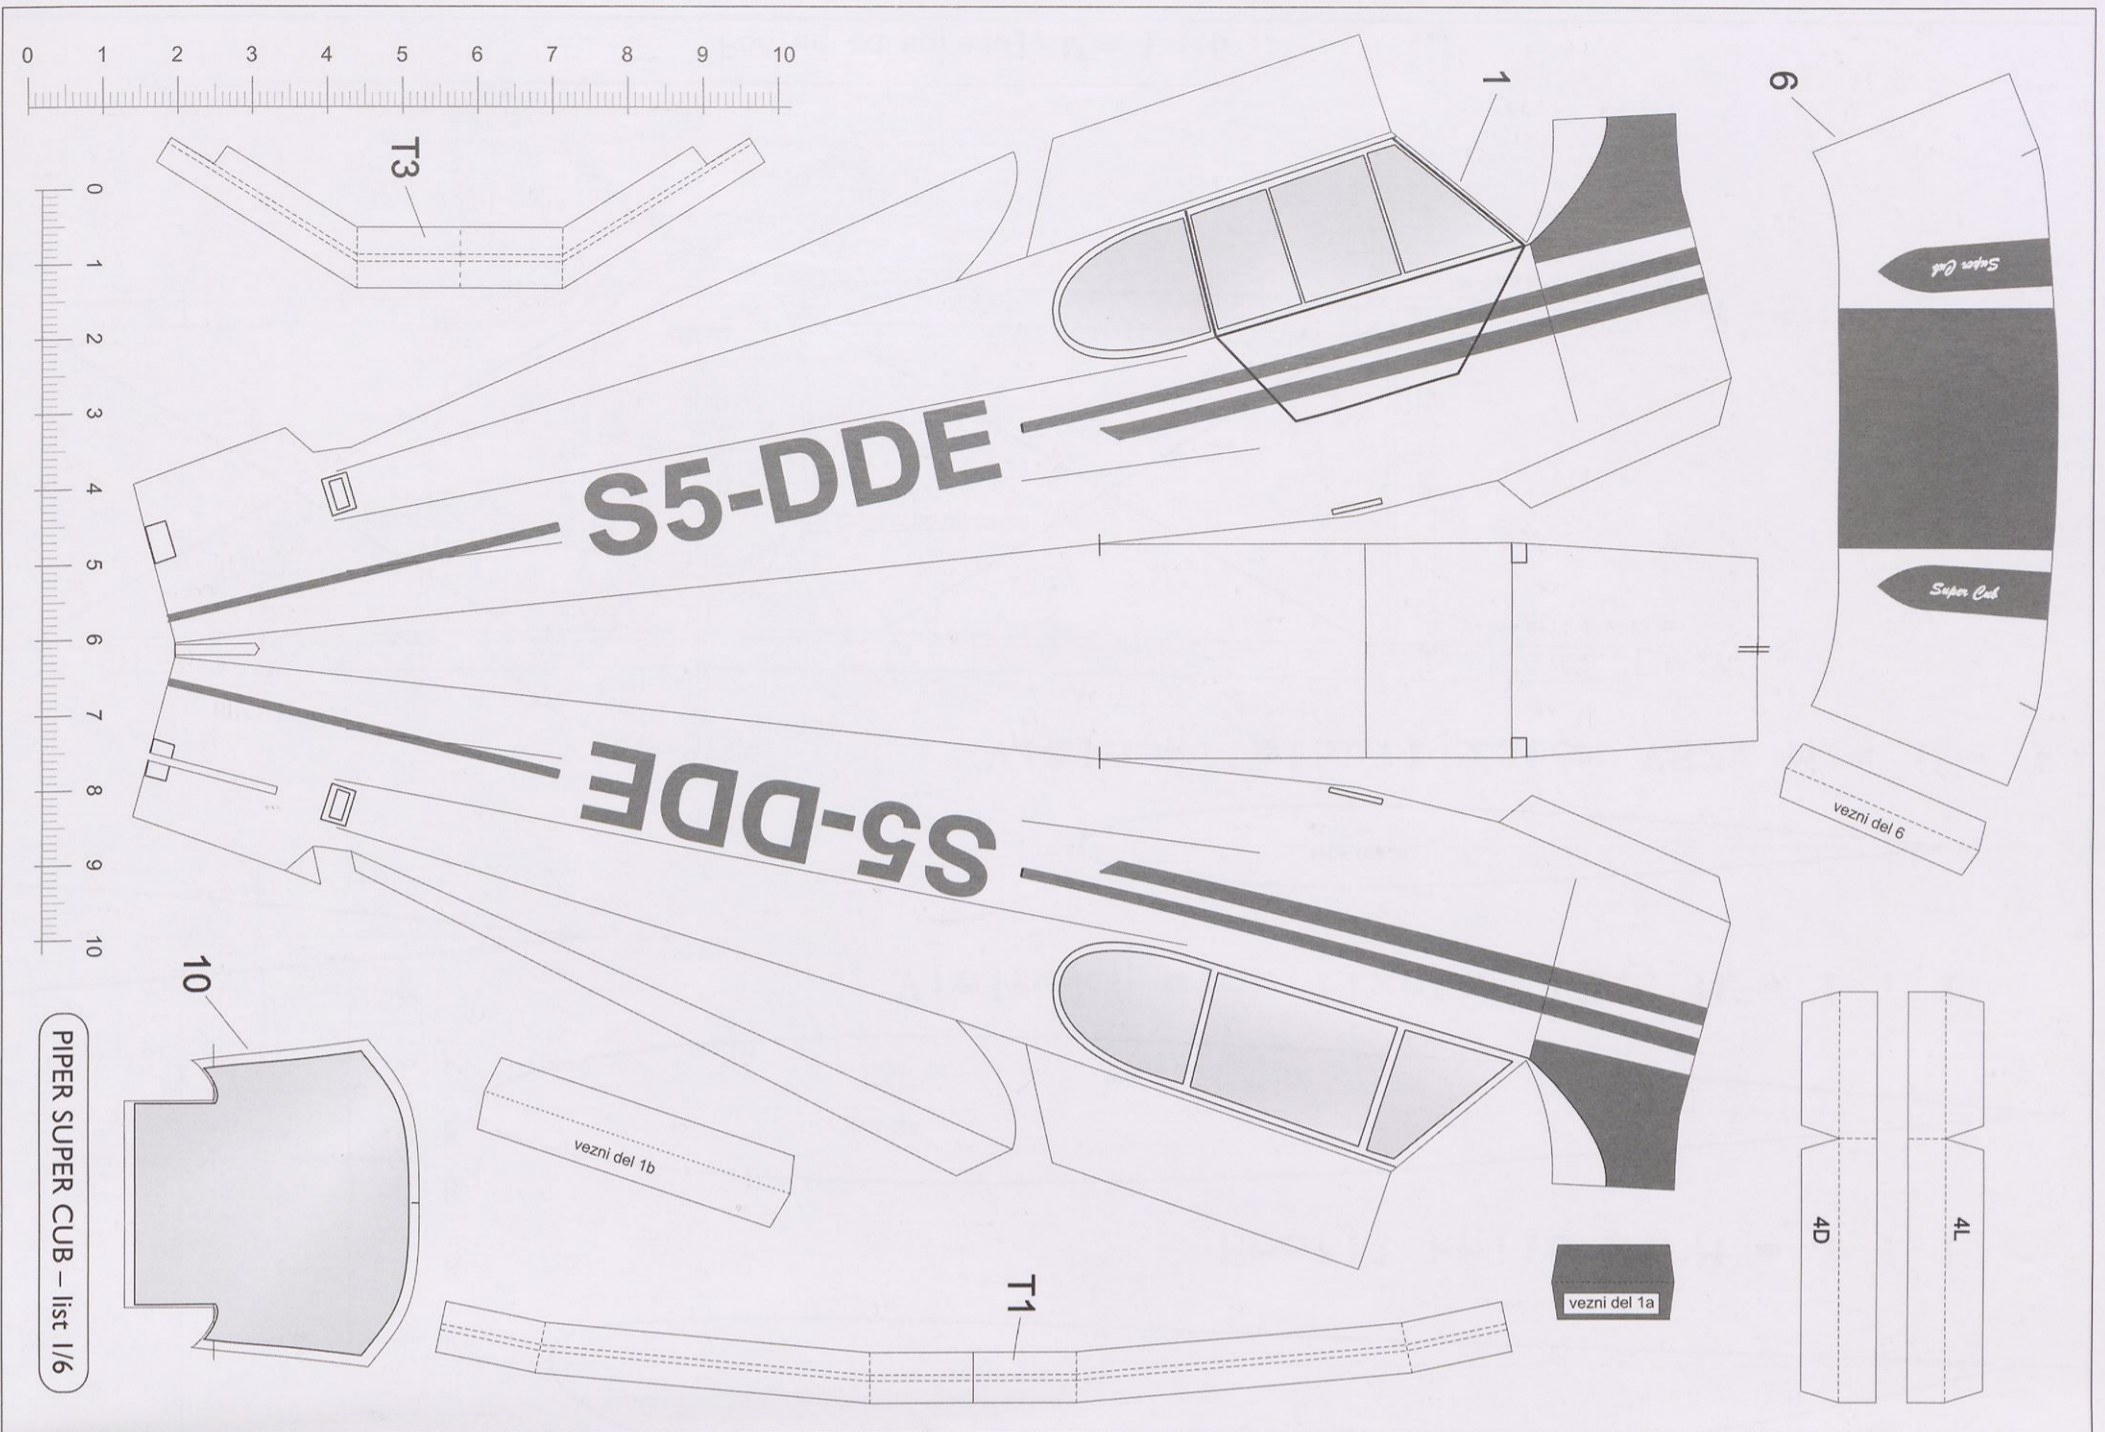 0 1 2 3 4 5 6 7 8 9 10
0
1
2
3
4
5
6
7
8
9
10
T3
1
6
Super Cub
S5-DDE
Super Cub
S5-DDE
vezni del 6
10
PIPER SUPER CUB – list 1/6
vezni del 1b
T1
vezni del 1a
4D
4L